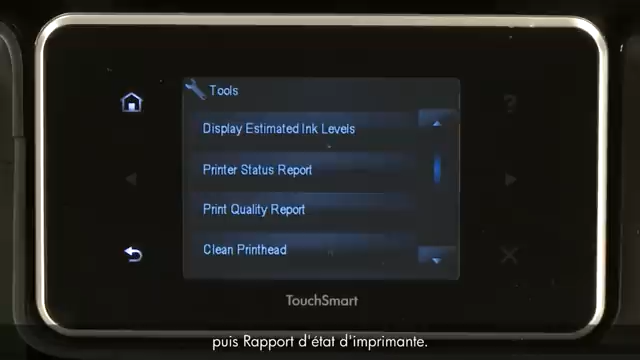 Tools
Display Estimated Ink Levels
Printer Status Report
Print Quality Report
Clean Printhead
TouchSmart
puis Rapport d'état d'imprimante.